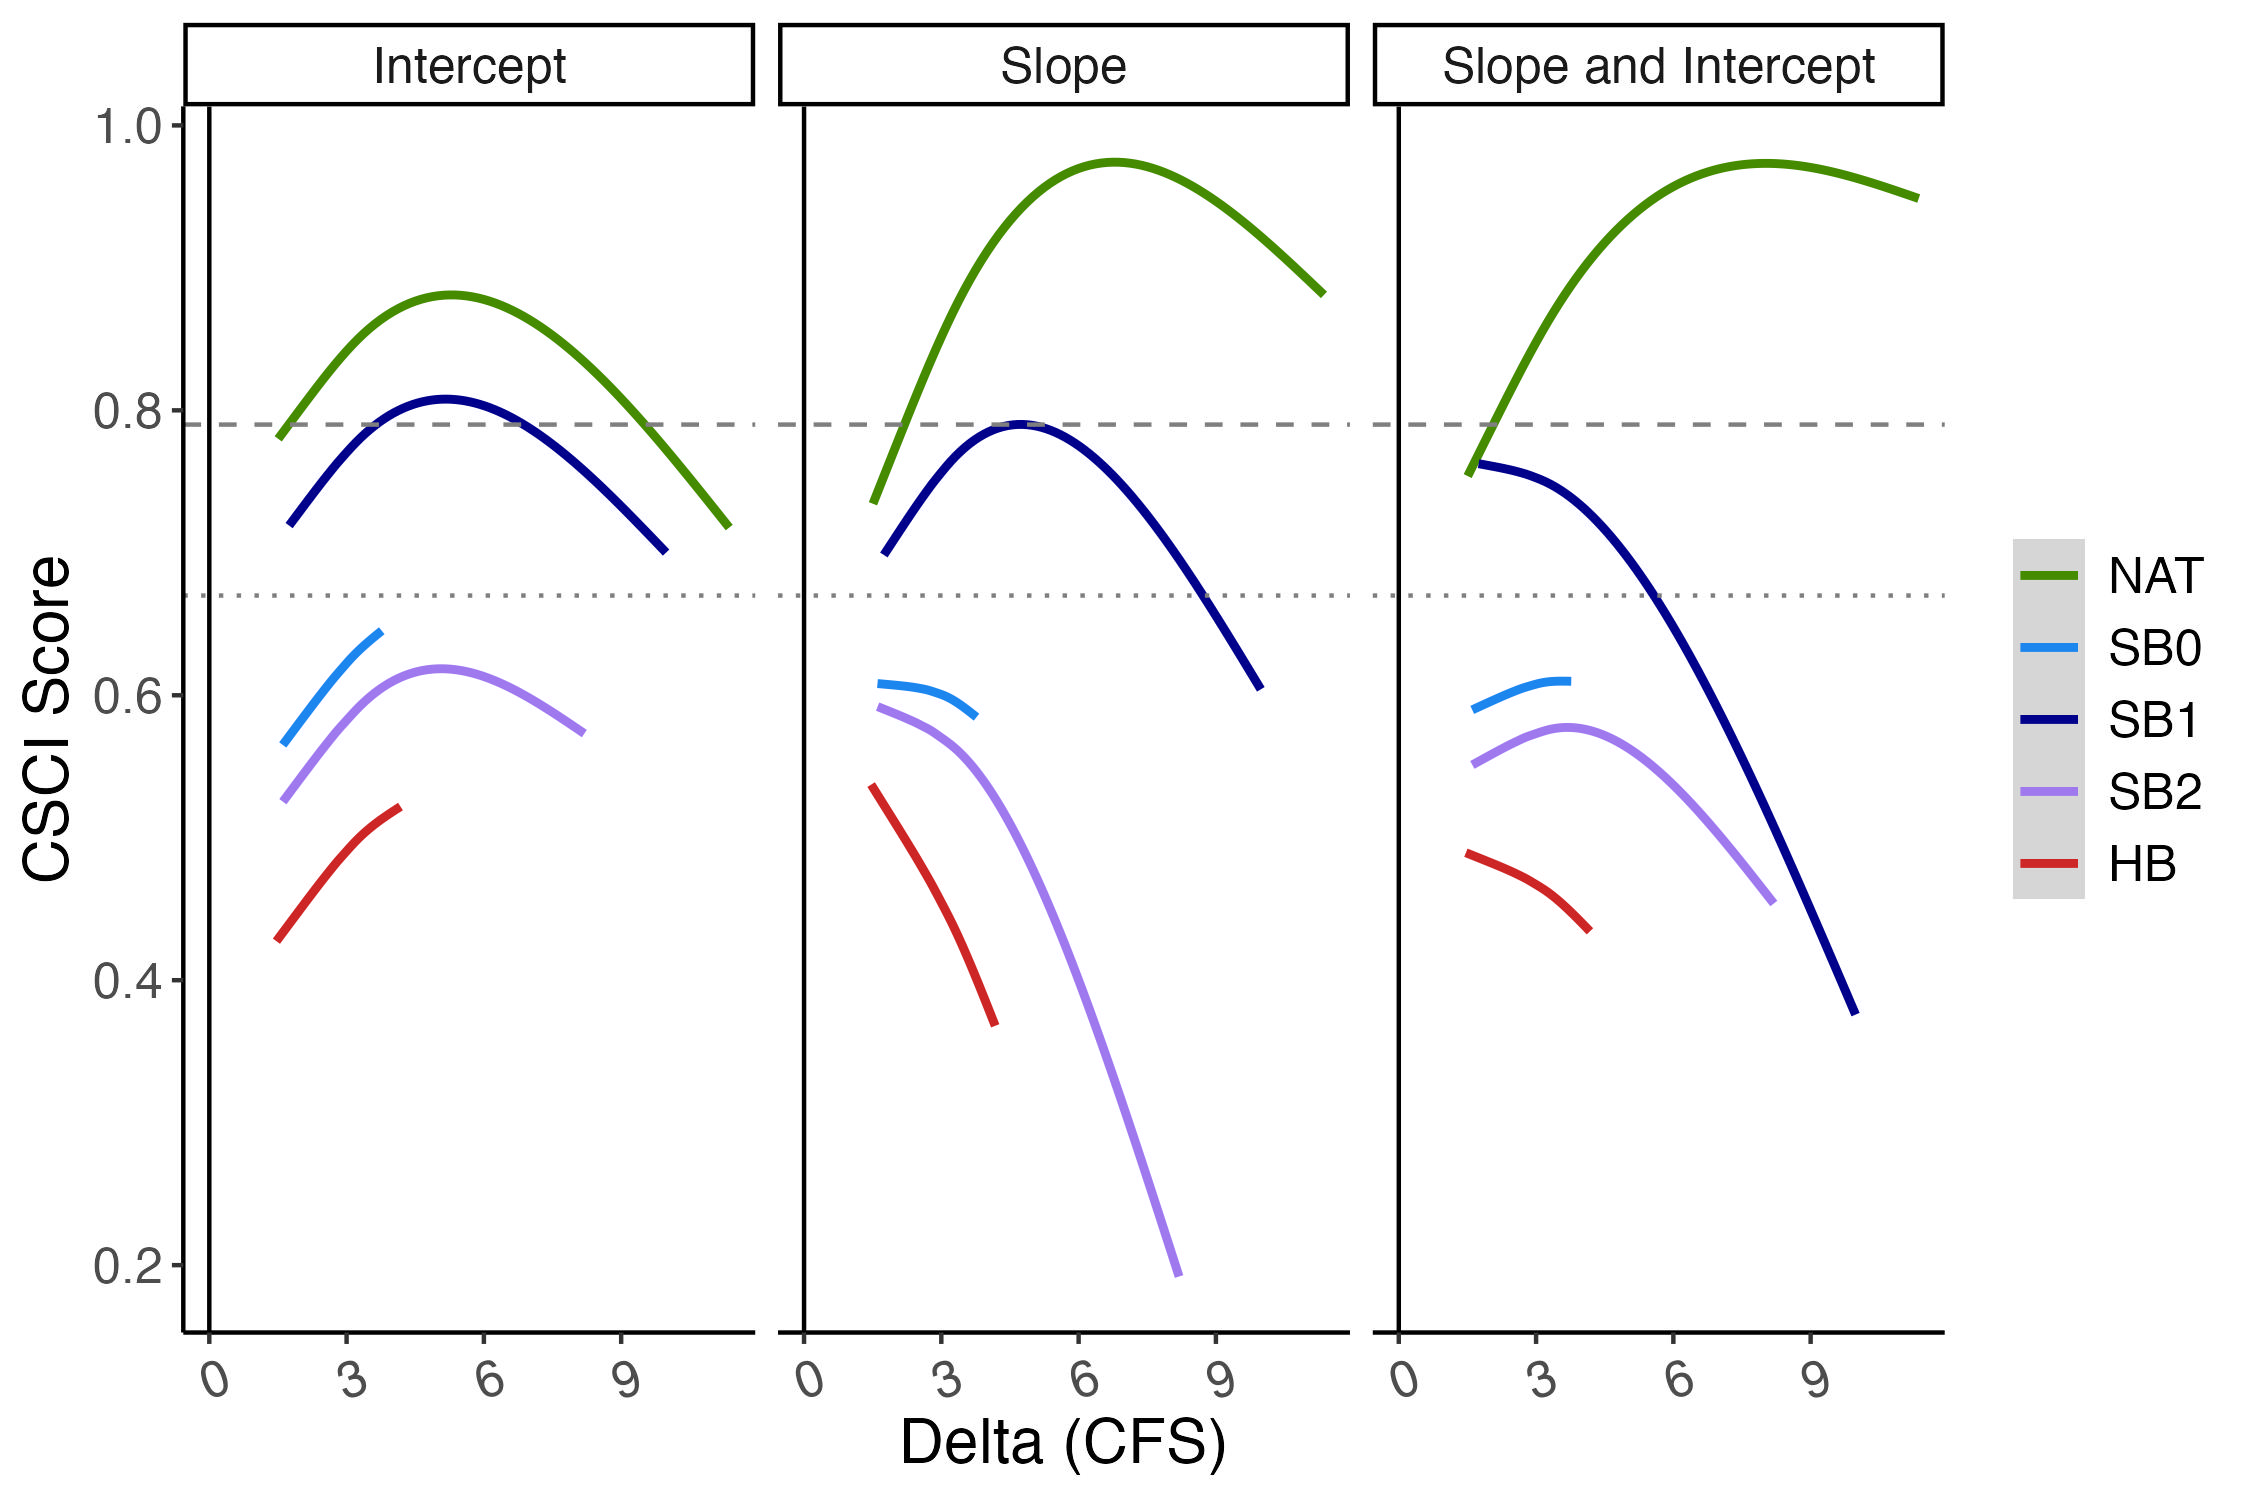 Intercept
Slope
Slope and Intercept
CSCI Score
1.0
0.8
0.6
0.4
0.2
0 3 6 9
0 3 6 9
0 3 6 9
Delta (CFS)
NAT
SB0
SB1
SB2
HB